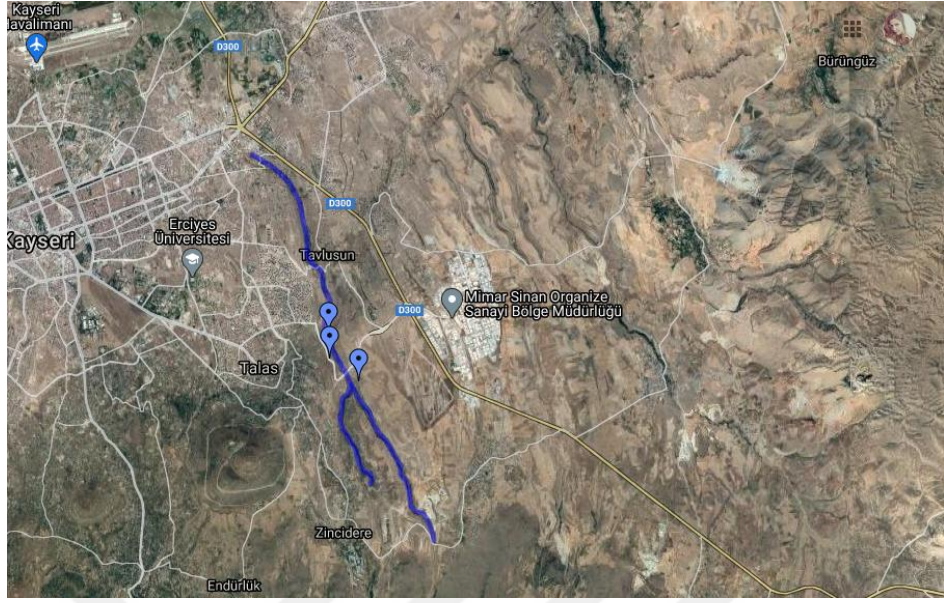 Kayseri
Havalimanı
D300
Bürüngüz
D300
Kayseri
Erciyes
Üniversitesi
Tavlusun
Mimar Sinan Organize
Sanayi Bölge Müdürlüğü
D300
Talas
Zincidere
Endürlük